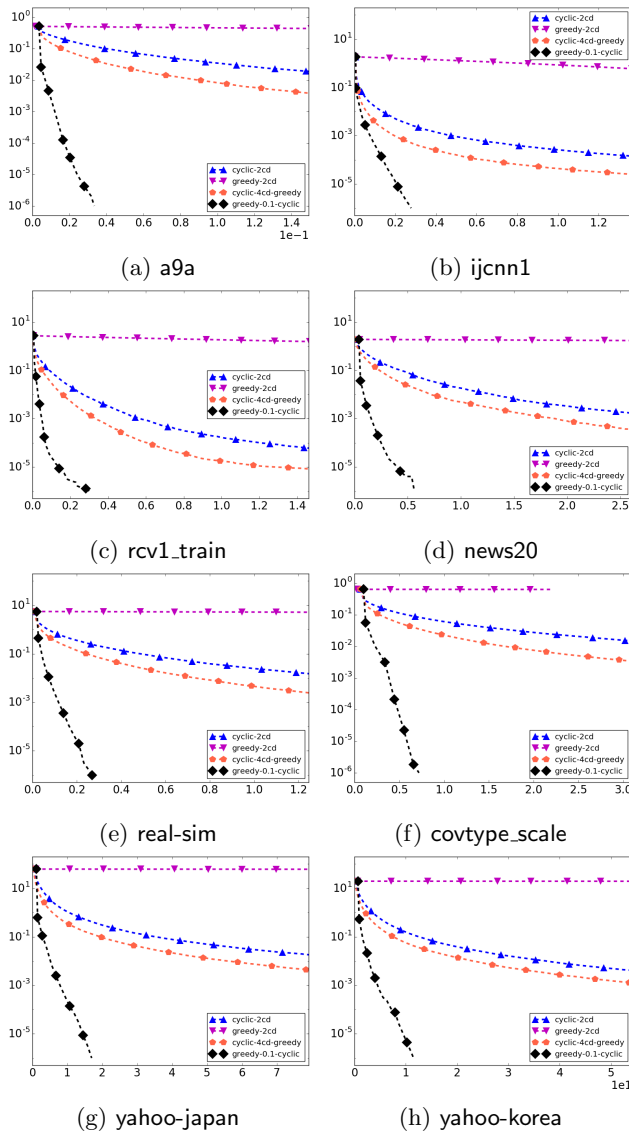 10^0
10^-1
10^-2
10^-3
10^-4
10^-5
10^-6
cyclic-2cd
greedy-2cd
cyclic-4cd-greedy
greedy-0.1-cyclic
0.0 0.2 0.4 0.6 0.8 1.0 1.2 1.4
1e-1
(a) a9a
10^1
10^-1
10^-3
10^-5
cyclic-2cd
greedy-2cd
cyclic-4cd-greedy
greedy-0.1-cyclic
0.0 0.2 0.4 0.6 0.8 1.0 1.2
(b) ijcnn1
10^1
10^-1
10^-3
10^-5
cyclic-2cd
greedy-2cd
cyclic-4cd-greedy
greedy-0.1-cyclic
0.0 0.2 0.4 0.6 0.8 1.0 1.2 1.4
(c) rcv1_train
10^1
10^-1
10^-3
10^-5
cyclic-2cd
greedy-2cd
cyclic-4cd-greedy
greedy-0.1-cyclic
0.0 0.5 1.0 1.5 2.0 2.5
(d) news20
10^1
10^-1
10^-3
10^-5
cyclic-2cd
greedy-2cd
cyclic-4cd-greedy
greedy-0.1-cyclic
0.0 0.2 0.4 0.6 0.8 1.0 1.2
(e) real-sim
10^0
10^-1
10^-2
10^-3
10^-4
10^-5
10^-6
cyclic-2cd
greedy-2cd
cyclic-4cd-greedy
greedy-0.1-cyclic
0.0 0.5 1.0 1.5 2.0 2.5 3.0
(f) covtype_scale
10^1
10^-1
10^-3
10^-5
cyclic-2cd
greedy-2cd
cyclic-4cd-greedy
greedy-0.1-cyclic
0 1 2 3 4 5 6 7
(g) yahoo-japan
10^1
10^-1
10^-3
10^-5
cyclic-2cd
greedy-2cd
cyclic-4cd-greedy
greedy-0.1-cyclic
0 1 2 3 4 5
(h) yahoo-korea